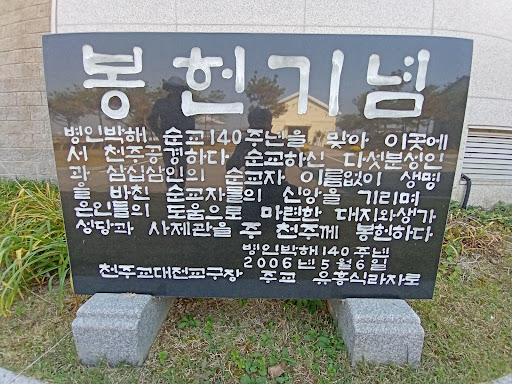 봉헌기념
병인박해 순교 140주년을 맞아 이곳에
서 천주공경하다 순교하신 다섯분성인
과 삼십삼인의 순교자 이름없이 생명
을 바친 순교자들의 신앙을 기리며
은인들의 도움으로 마련한 대지와생가
성당과 사제관을 주 천주께 봉헌하다
병인박해140주년
2006년 5월6일
천주교대전교구장 주교 유흥식라자로